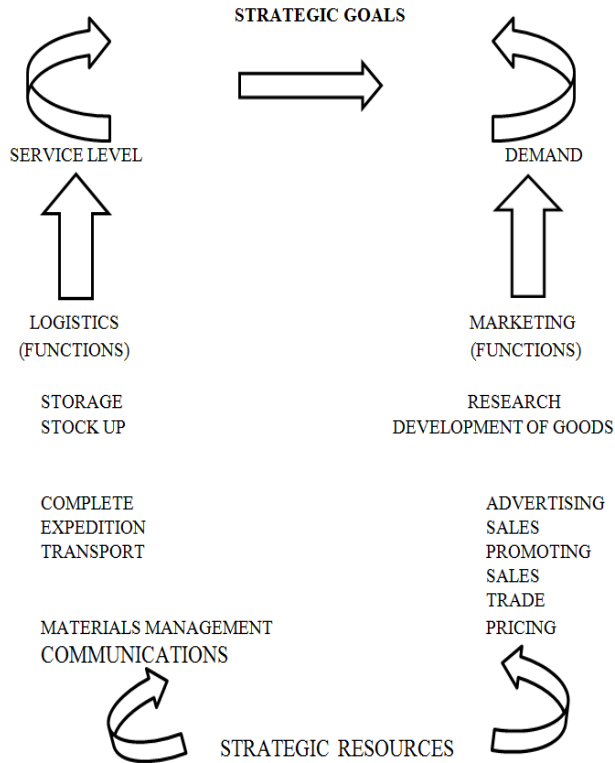 STRATEGIC GOALS
SERVICE LEVEL
DEMAND
LOGISTICS
(FUNCTIONS)
MARKETING
(FUNCTIONS)
STORAGE
STOCK UP
RESEARCH
DEVELOPMENT OF GOODS
COMPLETE
EXPEDITION
TRANSPORT
ADVERTISING
SALES
PROMOTING
SALES
TRADE
MATERIALS MANAGEMENT
COMMUNICATIONS
PRICING
STRATEGIC RESOURCES